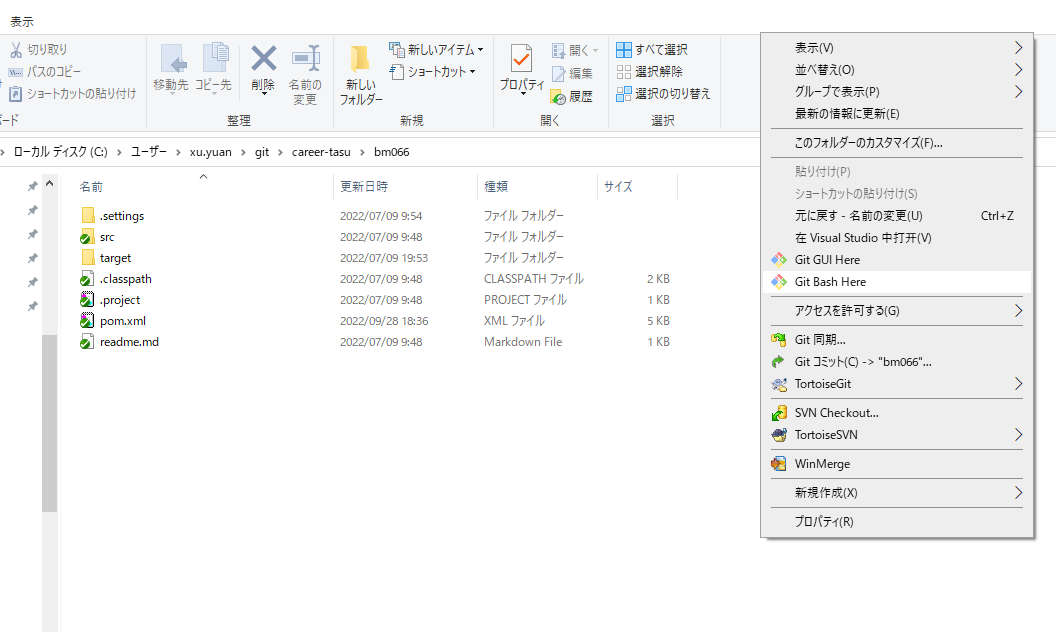 表示
切り取り
パスのコピー
ショートカットの貼り付け
ード
移動先
コピー先
削除
名前の
変更
整理
新しい
フォルダー
新しいアイテム
ショートカット
新規
プロパティ
開く
編集
履歴
開く
すべて選択
選択解除
選択の切り替え
選択
ローカル ディスク (C:) › ユーザー › xu.yuan › git › career-tasu › bm066
名前 更新日時 種類 サイズ
.settings 2022/07/09 9:54 ファイル フォルダー
src 2022/07/09 9:48 ファイル フォルダー
target 2022/07/09 19:53 ファイル フォルダー
.classpath 2022/07/09 9:48 CLASSPATH ファイル 2 KB
.project 2022/07/09 9:48 PROJECT ファイル 1 KB
pom.xml 2022/09/28 18:36 XML ファイル 5 KB
readme.md 2022/07/09 9:48 Markdown File 1 KB
表示(V)
並べ替え(O)
グループで表示(P)
最新の情報に更新(E)
このフォルダーのカスタマイズ(F)...
貼り付け(P)
ショートカットの貼り付け(S)
元に戻す - 名前の変更(U) Ctrl+Z
在 Visual Studio 中打开(V)
Git GUI Here
Git Bash Here
アクセスを許可する(G)
Git 同期...
Git コミット(C) -> "bm066"...
TortoiseGit
SVN Checkout...
TortoiseSVN
WinMerge
新規作成(X)
プロパティ(R)